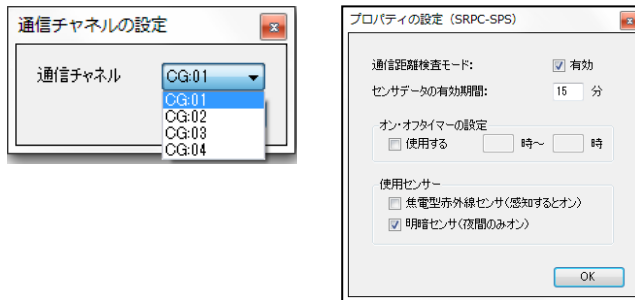 通信チャネルの設定
通信チャネル
CG:01
CG:01
CG:02
CG:03
CG:04
プロパティの設定（SRPC-SPS）
通信距離検査モード: 有効
センサデータの有効期間: 15 分
オン・オフタイマーの設定
使用する 時～ 時
使用センサー
焦電型赤外線センサ(感知するとオン)
明暗センサ(夜間のみオン)
OK